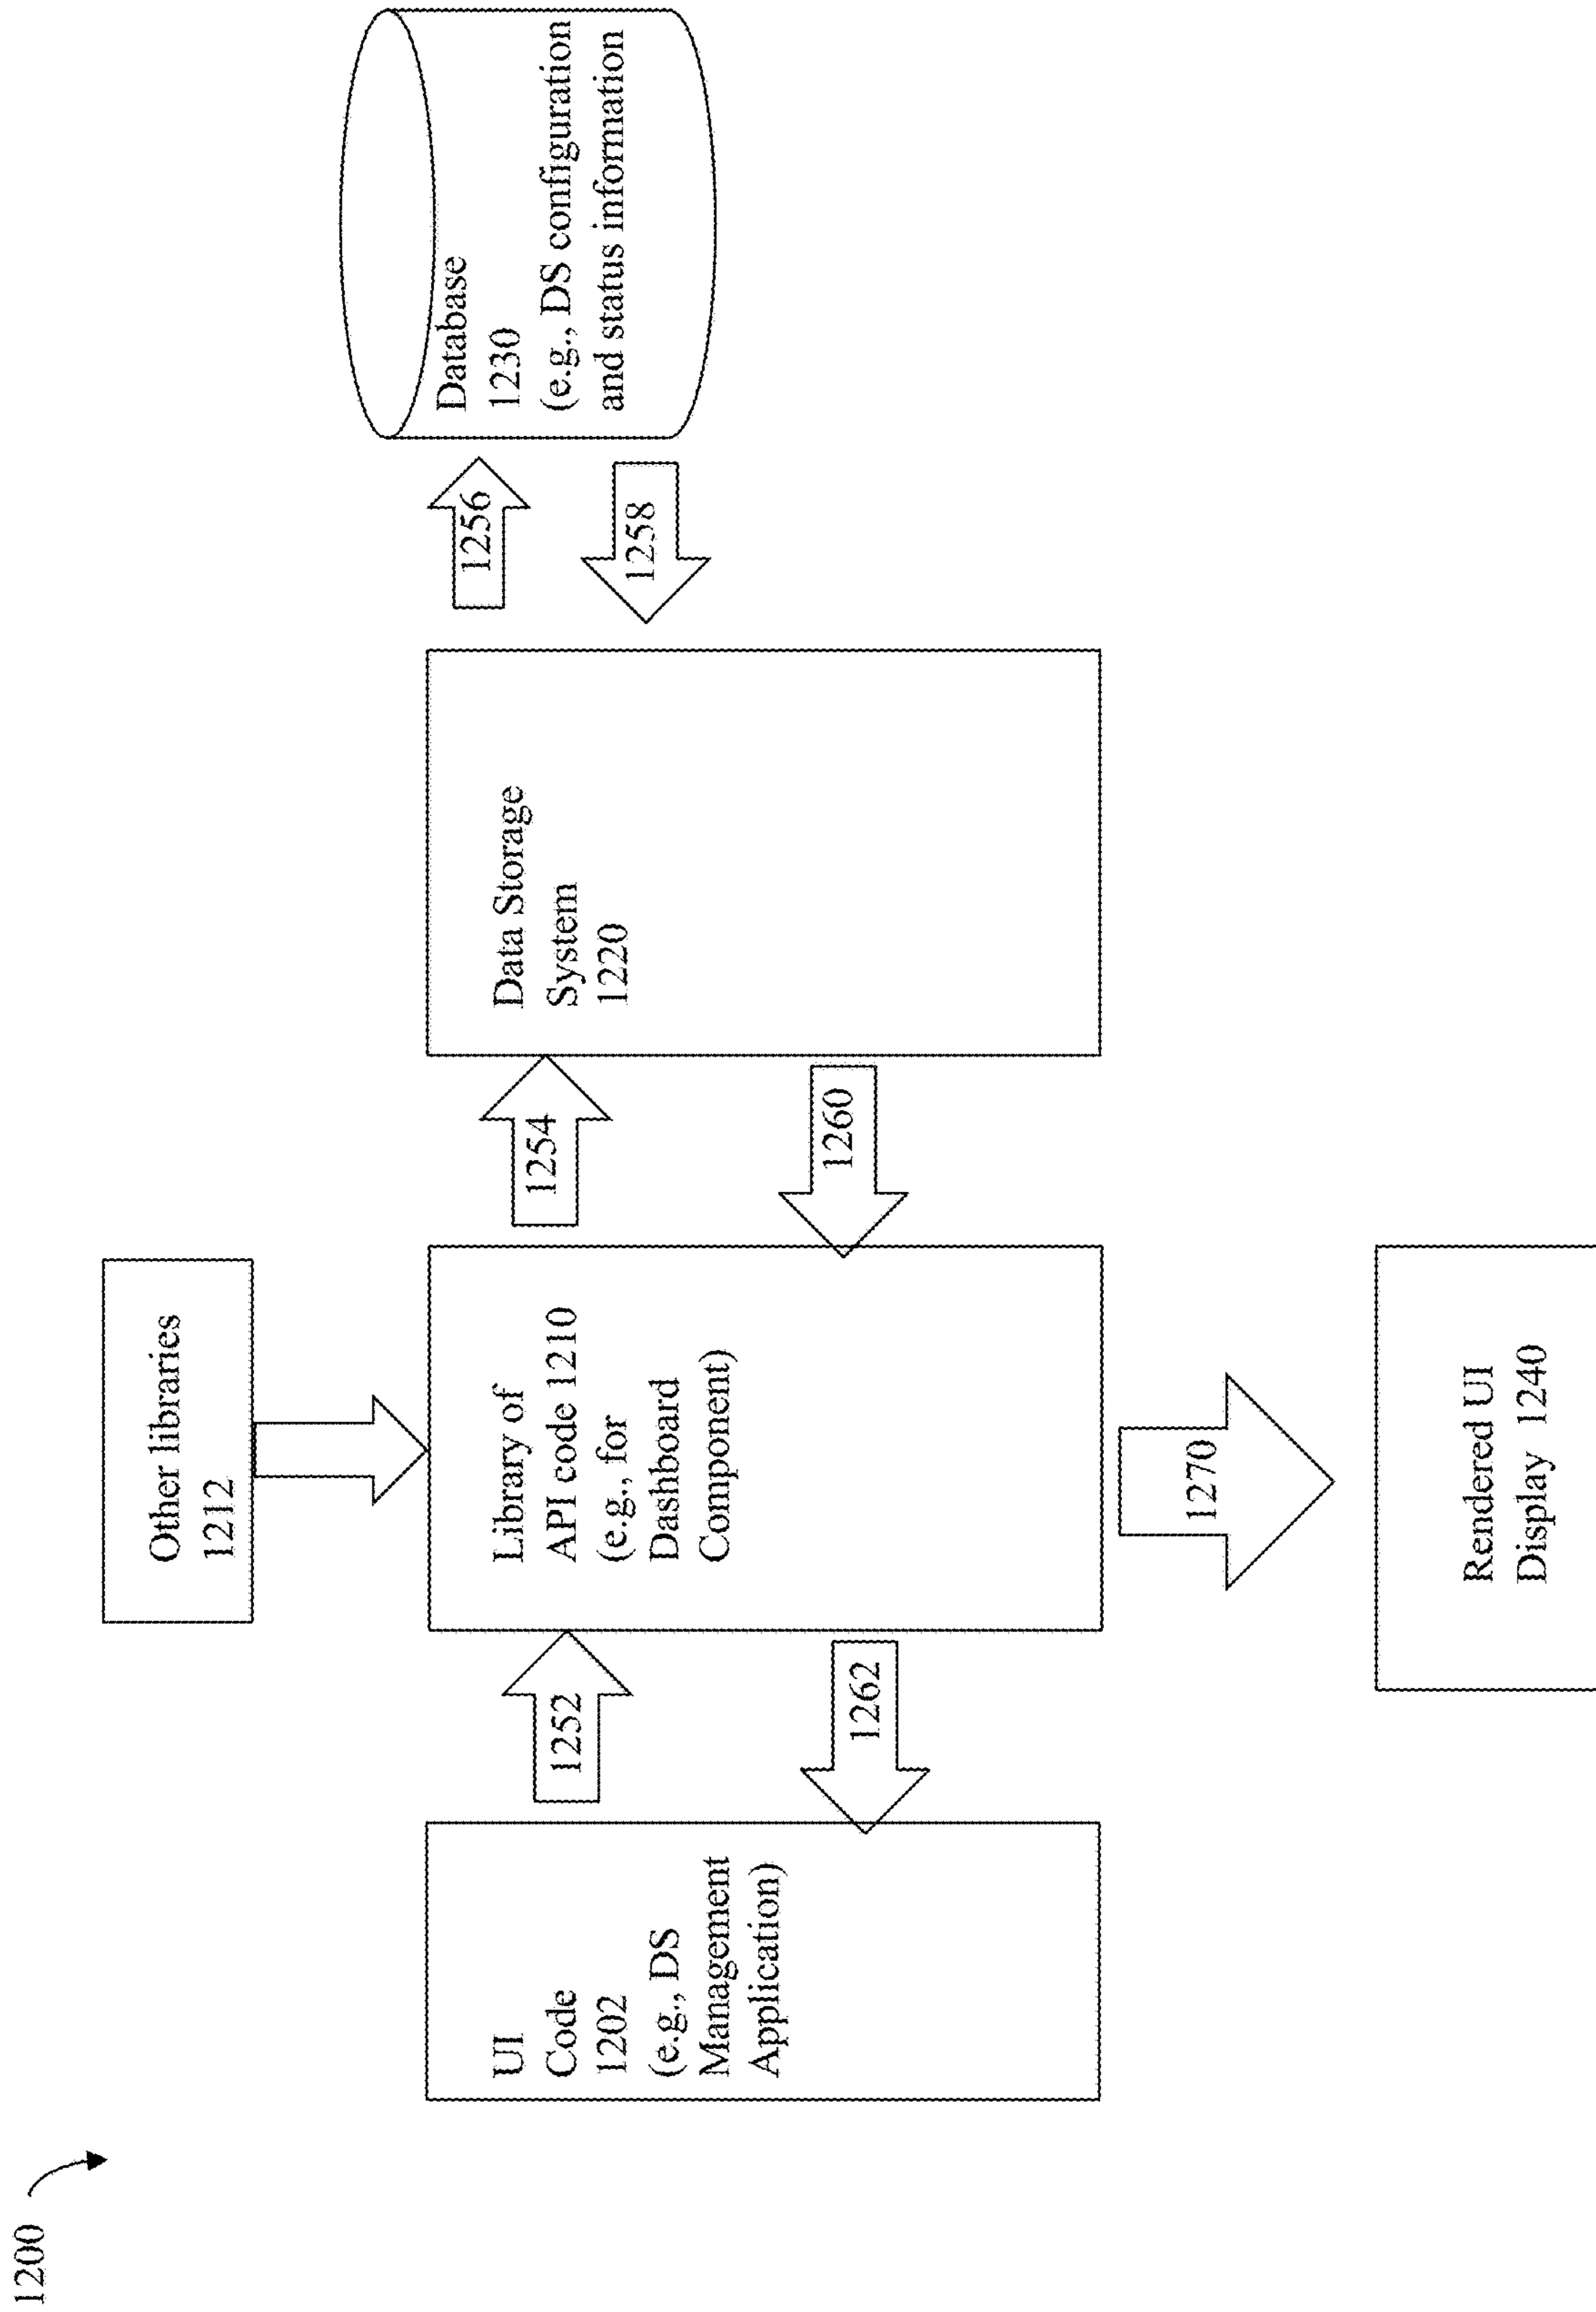 1200
Other libraries
1212
UI
Code
1202
(e.g., DS
Management
Application)
1252
1262
Library of
API code 1210
(e.g., for
Dashboard
Component)
1254
1260
Data Storage
System
1220
1256
1258
Database
1230
(e.g., DS configuration
and status information
1270
Rendered UI
Display 1240